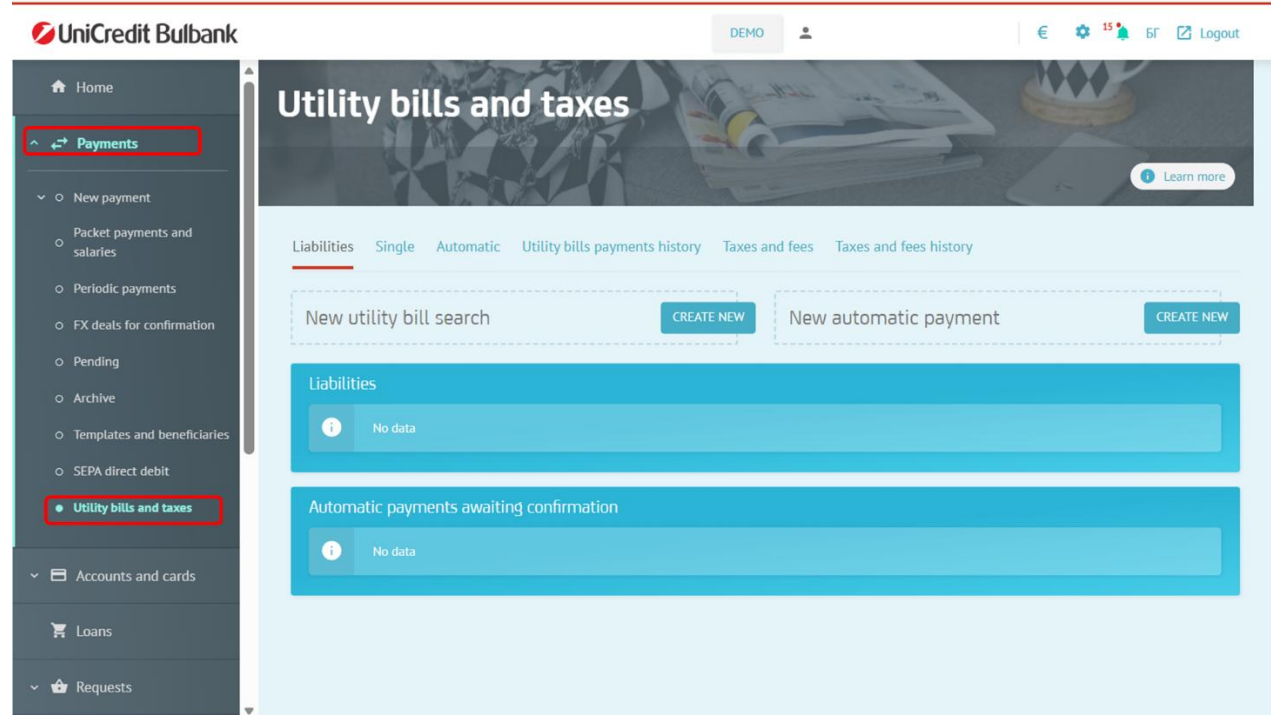 UniCredit Bulbank
DEMO
€
15
БГ
Logout
Home
Payments
New payment
Packet payments and
salaries
Periodic payments
FX deals for confirmation
Pending
Archive
Templates and beneficiaries
SEPA direct debit
Utility bills and taxes
Accounts and cards
Loans
Requests
Utility bills and taxes
Learn more
Liabilities Single Automatic Utility bills payments history Taxes and fees Taxes and fees history
New utility bill search CREATE NEW
New automatic payment CREATE NEW
Liabilities
No data
Automatic payments awaiting confirmation
No data